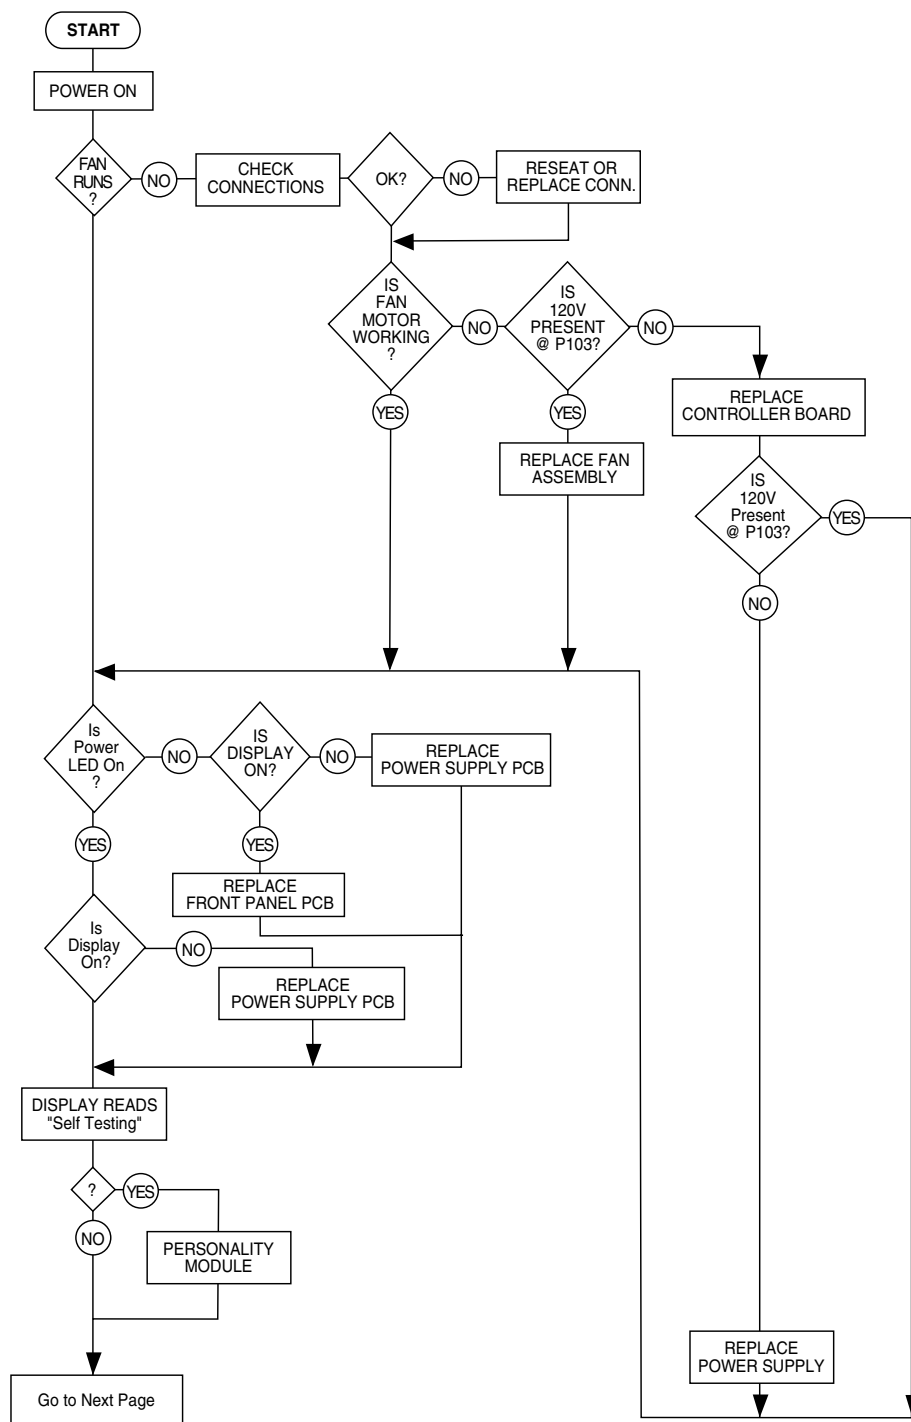 START
POWER ON
FAN
RUNS
?
NO
CHECK
CONNECTIONS
OK?
NO
RESEAT OR
REPLACE CONN.
IS
FAN
MOTOR
WORKING
?
NO
IS
120V
PRESENT
@ P103?
NO
REPLACE
CONTROLLER BOARD
YES
YES
REPLACE FAN
ASSEMBLY
IS
120V
Present
@ P103?
YES
NO
Is
Power
LED On
?
NO
IS
DISPLAY
ON?
NO
REPLACE
POWER SUPPLY PCB
YES
YES
REPLACE
FRONT PANEL PCB
Is
Display
On?
NO
REPLACE
POWER SUPPLY PCB
DISPLAY READS
"Self Testing"
?
YES
NO
PERSONALITY
MODULE
REPLACE
POWER SUPPLY
Go to Next Page